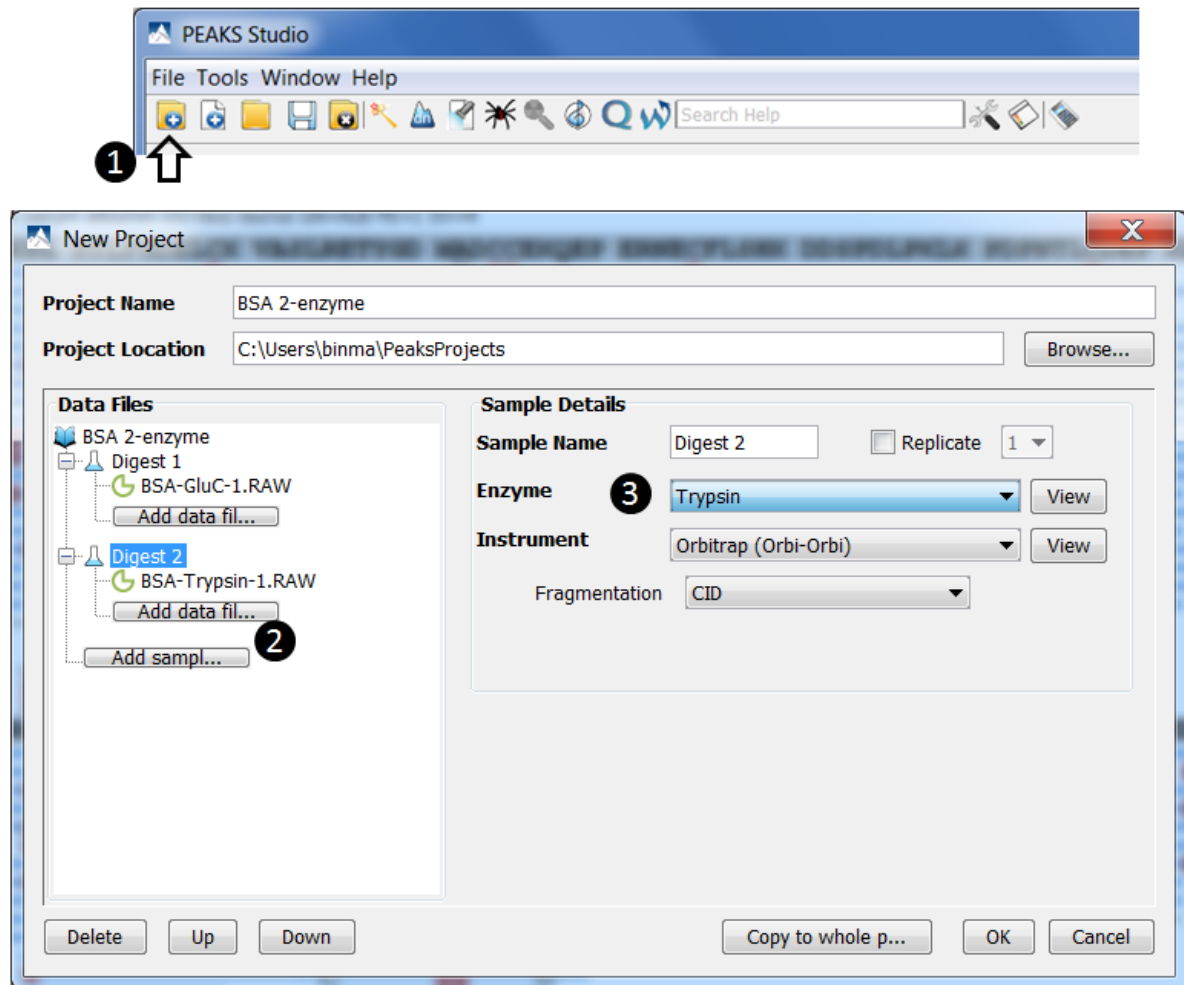 PEAKS Studio
File Tools Window Help
Search Help
1
New Project
X
Project Name BSA 2-enzyme
Project Location C:\Users\binma\PeaksProjects Browse...
Data Files
BSA 2-enzyme
Digest 1
BSA-GluC-1.RAW
Add data fil...
Digest 2
BSA-Trypsin-1.RAW
Add data fil...
2
Add sampl...
Sample Details
Sample Name Digest 2 Replicate 1
Enzyme 3 Trypsin View
Instrument Orbitrap (Orbi-Orbi) View
Fragmentation CID
Delete Up Down Copy to whole p... OK Cancel